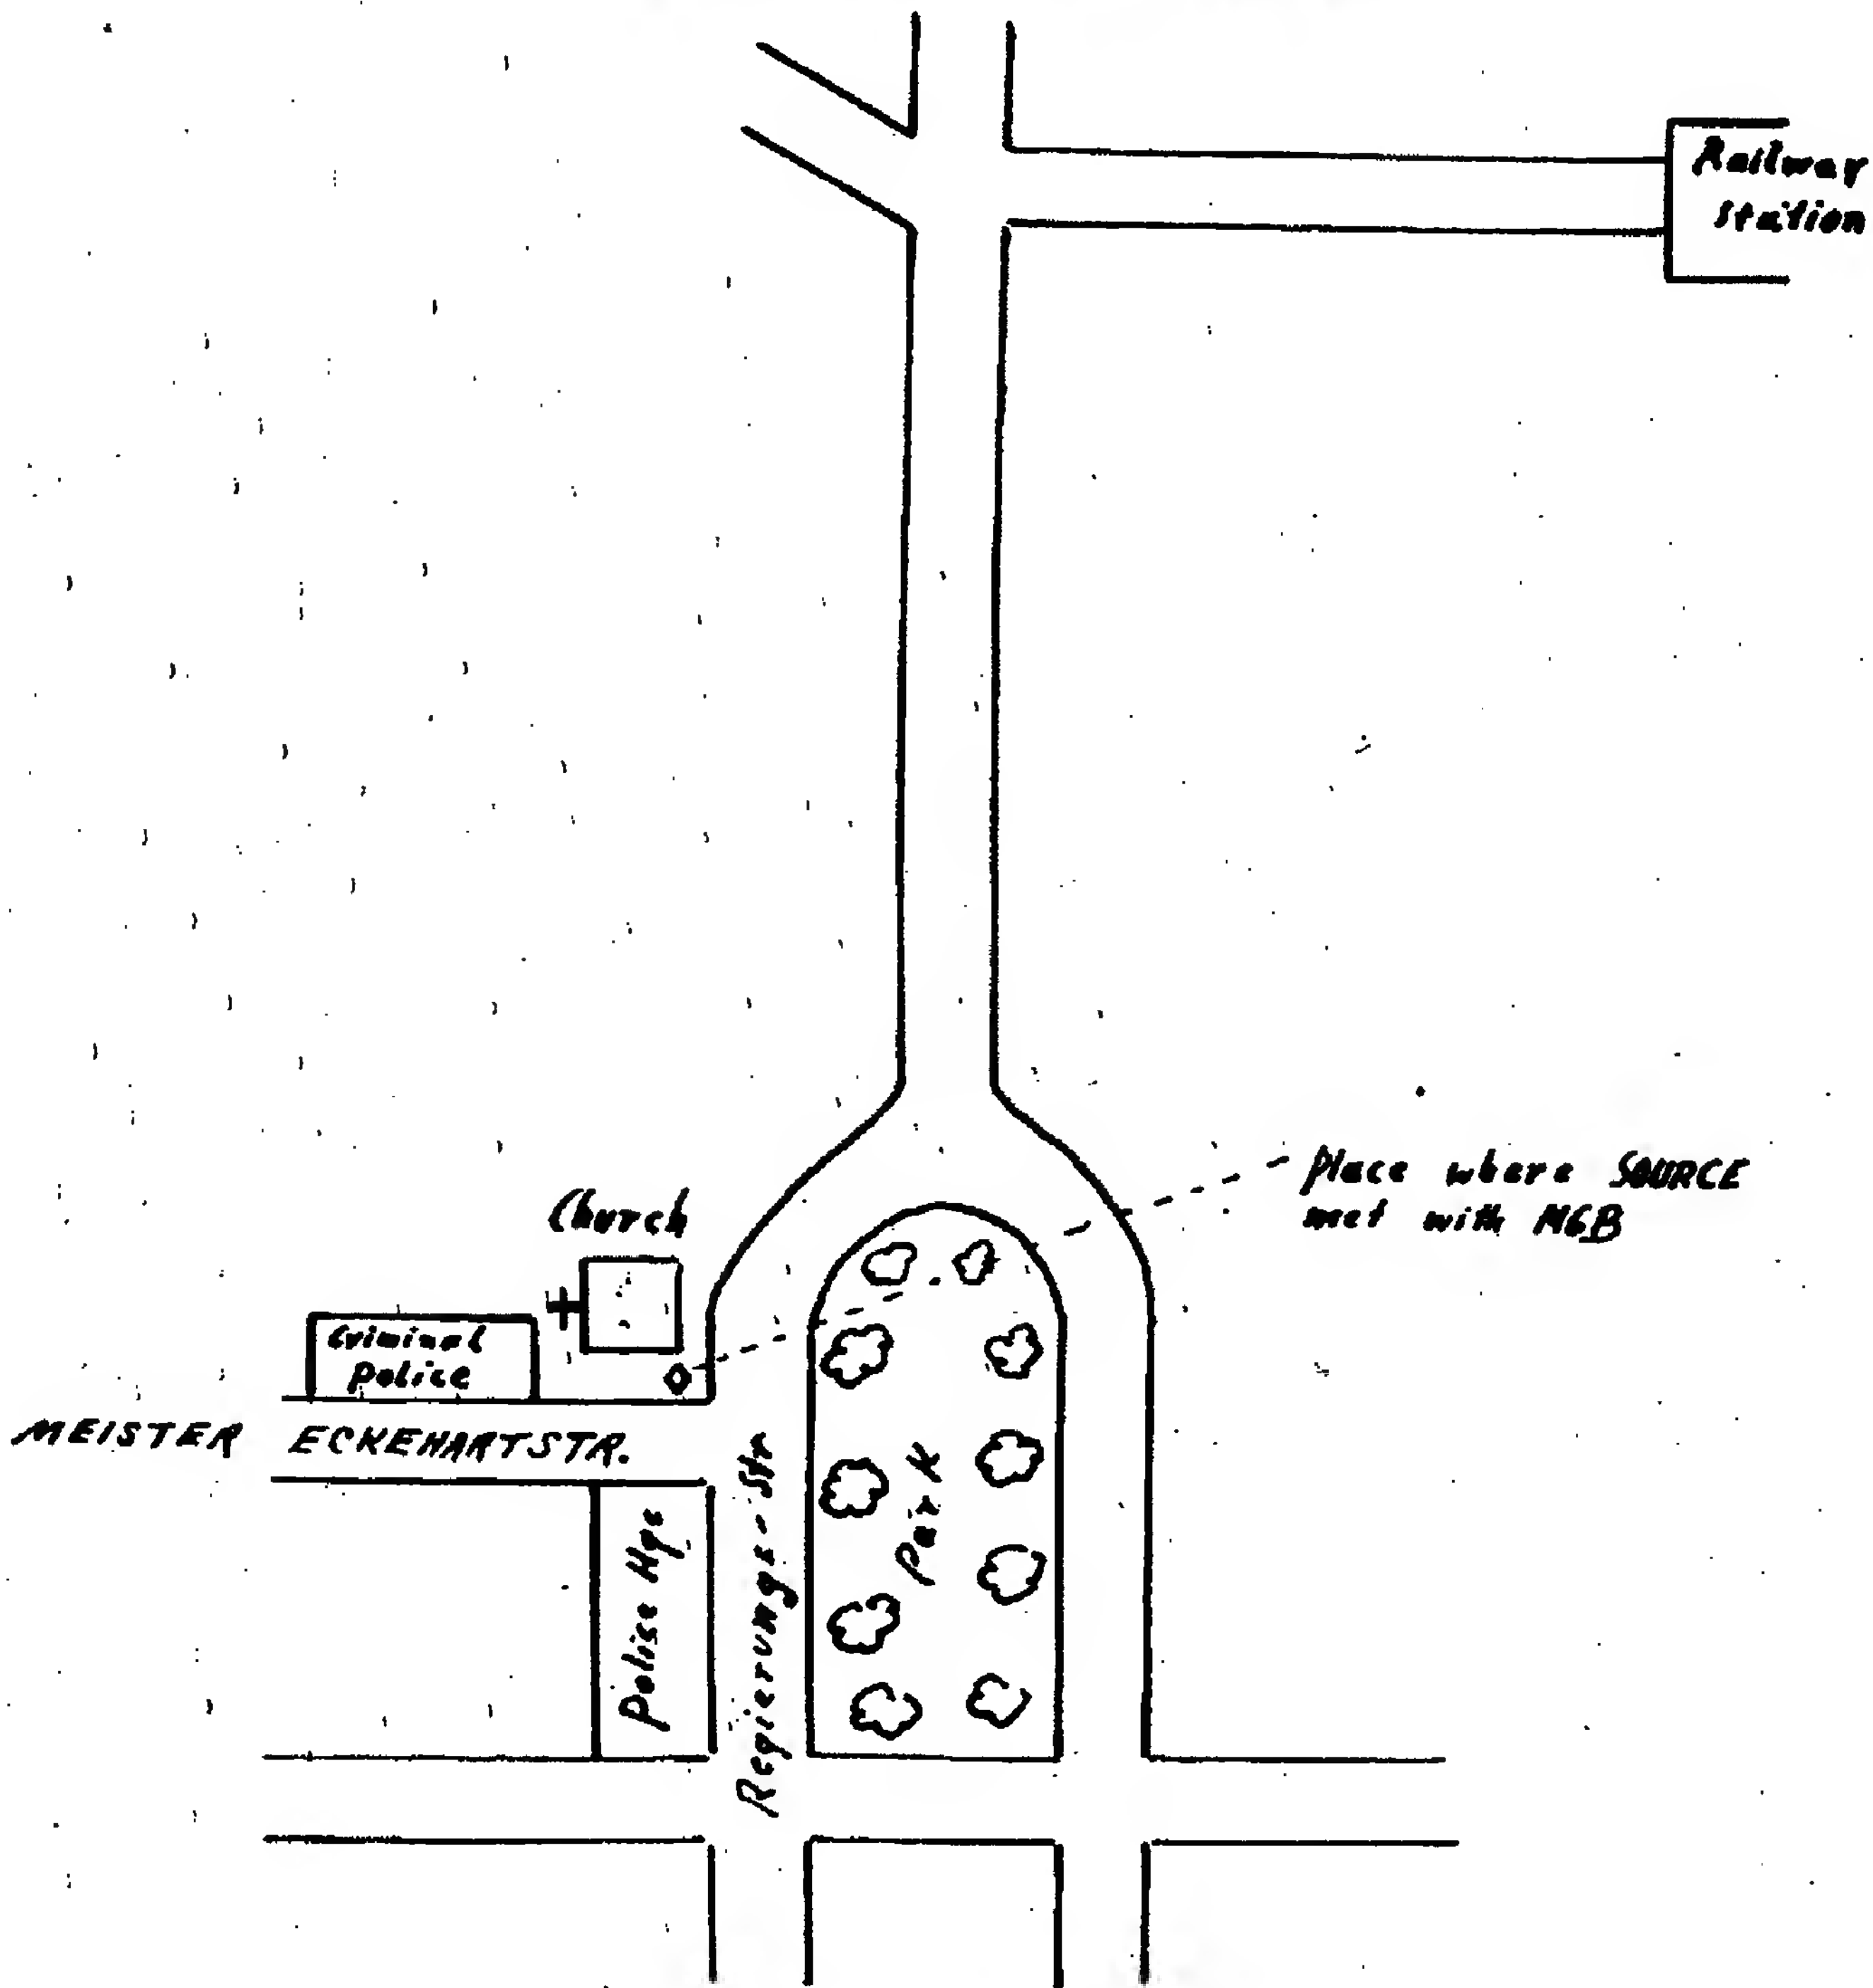 Railway
Station
place where SOURCE
met with MGB
Church
Criminal
Police
MEISTER ECKEHARTSTR.
Police Hqs
Regierungs-Str
Park